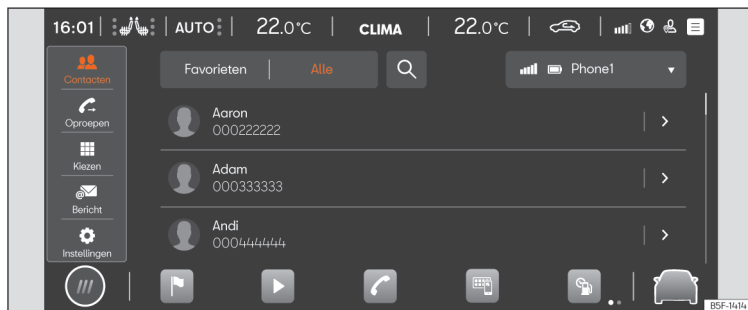 16:01 AUTO 22.0°C CLIMA 22.0°C
Contacten
Oproepen
Kiezen
@
Bericht
Instellingen
Favorieten Alle Phone1
Aaron
000222222
Adam
000333333
Andi
000444444
B5F-1414